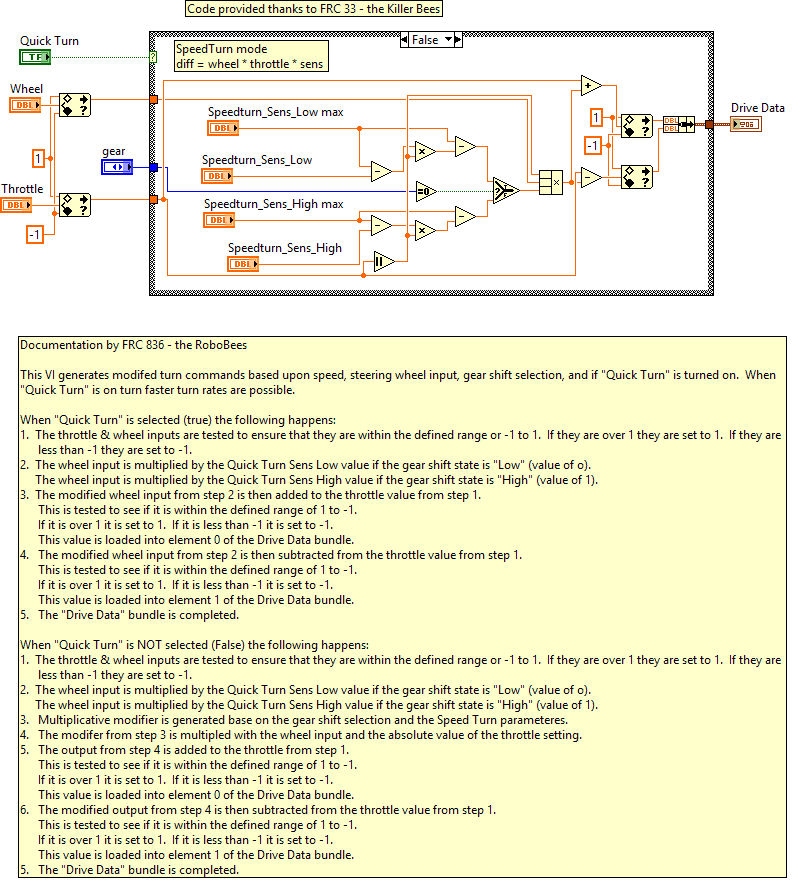 Code provided thanks to FRC 33 - the Killer Bees
Quick Turn
TF
False
SpeedTurn mode
diff = wheel * throttle * sens
?
Wheel
DBL
?
Speedturn_Sens_Low max
DBL
+
1
?
DBL
DBL
Drive Data
1
gear
Speedturn_Sens_Low
DBL
-
×
-
-1
=0
?
×
-
?
Throttle
DBL
?
Speedturn_Sens_High max
DBL
-
×
-
-1
Speedturn_Sens_High
DBL
||
Documentation by FRC 836 - the RoboBees
This VI generates modifed turn commands based upon speed, steering wheel input, gear shift selection, and if "Quick Turn" is turned on. When
"Quick Turn" is on turn faster turn rates are possible.
When "Quick Turn" is selected (true) the following happens:
1. The throttle & wheel inputs are tested to ensure that they are within the defined range or -1 to 1. If they are over 1 they are set to 1. If they are
less than -1 they are set to -1.
2. The wheel input is multiplied by the Quick Turn Sens Low value if the gear shift state is "Low" (value of o).
The wheel input is multiplied by the Quick Turn Sens High value if the gear shift state is "High" (value of 1).
3. The modified wheel input from step 2 is then added to the throttle value from step 1.
This is tested to see if it is within the defined range of 1 to -1.
If it is over 1 it is set to 1. If it is less than -1 it is set to -1.
This value is loaded into element 0 of the Drive Data bundle.
4. The modified wheel input from step 2 is then subtracted from the throttle value from step 1.
This is tested to see if it is within the defined range of 1 to -1.
If it is over 1 it is set to 1. If it is less than -1 it is set to -1.
This value is loaded into element 1 of the Drive Data bundle.
5. The "Drive Data" bundle is completed.
When "Quick Turn" is NOT selected (False) the following happens:
1. The throttle & wheel inputs are tested to ensure that they are within the defined range or -1 to 1. If they are over 1 they are set to 1. If they are
less than -1 they are set to -1.
2. The wheel input is multiplied by the Quick Turn Sens Low value if the gear shift state is "Low" (value of o).
The wheel input is multiplied by the Quick Turn Sens High value if the gear shift state is "High" (value of 1).
3. Multiplicative modifier is generated base on the gear shift selection and the Speed Turn parameteres.
4. The modifer from step 3 is multipled with the wheel input and the absolute value of the throttle setting.
5. The output from step 4 is added to the throttle from step 1.
This is tested to see if it is within the defined range of 1 to -1.
If it is over 1 it is set to 1. If it is less than -1 it is set to -1.
This value is loaded into element 0 of the Drive Data bundle.
6. The modified output from step 4 is then subtracted from the throttle value from step 1.
This is tested to see if it is within the defined range of 1 to -1.
If it is over 1 it is set to 1. If it is less than -1 it is set to -1.
This value is loaded into element 1 of the Drive Data bundle.
5. The "Drive Data" bundle is completed.